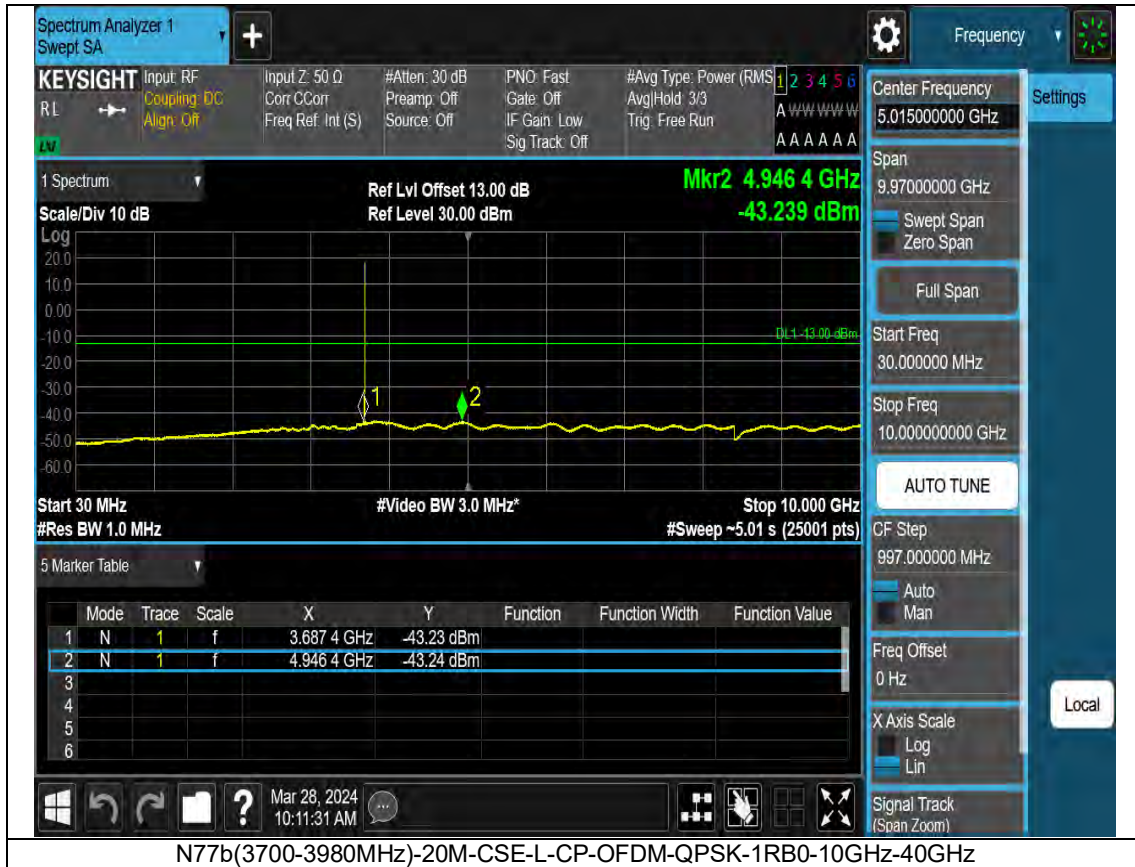 Spectrum Analyzer 1
Swept SA
+
Frequency
KEYSIGHT
RL
LXI
Input: RF
Coupling: DC
Align: Off
Input Z: 50 Ω
Corr CCorr
Freq Ref: Int (S)
#Atten: 30 dB
Preamp: Off
Source: Off
PNO: Fast
Gate: Off
IF Gain: Low
Sig Track: Off
#Avg Type: Power (RMS
Avg|Hold: 3/3
Trig: Free Run
1 2 3 4 5 6
A W W W W W
A A A A A A
1 Spectrum
Scale/Div 10 dB
Log
Ref Lvl Offset 13.00 dB
Ref Level 30.00 dBm
Mkr2 4.946 4 GHz
-43.239 dBm
20.0
10.0
0.00
-10.0
-20.0
-30.0
-40.0
-50.0
-60.0
DL1 -13.00 dBm
1
2
Start 30 MHz
#Res BW 1.0 MHz
#Video BW 3.0 MHz*
Stop 10.000 GHz
#Sweep ~5.01 s (25001 pts)
5 Marker Table
Mode Trace Scale X Y Function Function Width Function Value
1 N 1 f 3.687 4 GHz -43.23 dBm
2 N 1 f 4.946 4 GHz -43.24 dBm
3
4
5
6
?
Mar 28, 2024
10:11:31 AM
Center Frequency
5.015000000 GHz
Settings
Span
9.97000000 GHz
Swept Span
Zero Span
Full Span
Start Freq
30.000000 MHz
Stop Freq
10.000000000 GHz
AUTO TUNE
CF Step
997.000000 MHz
Auto
Man
Freq Offset
0 Hz
Local
X Axis Scale
Log
Lin
Signal Track
(Span Zoom)
N77b(3700-3980MHz)-20M-CSE-L-CP-OFDM-QPSK-1RB0-10GHz-40GHz